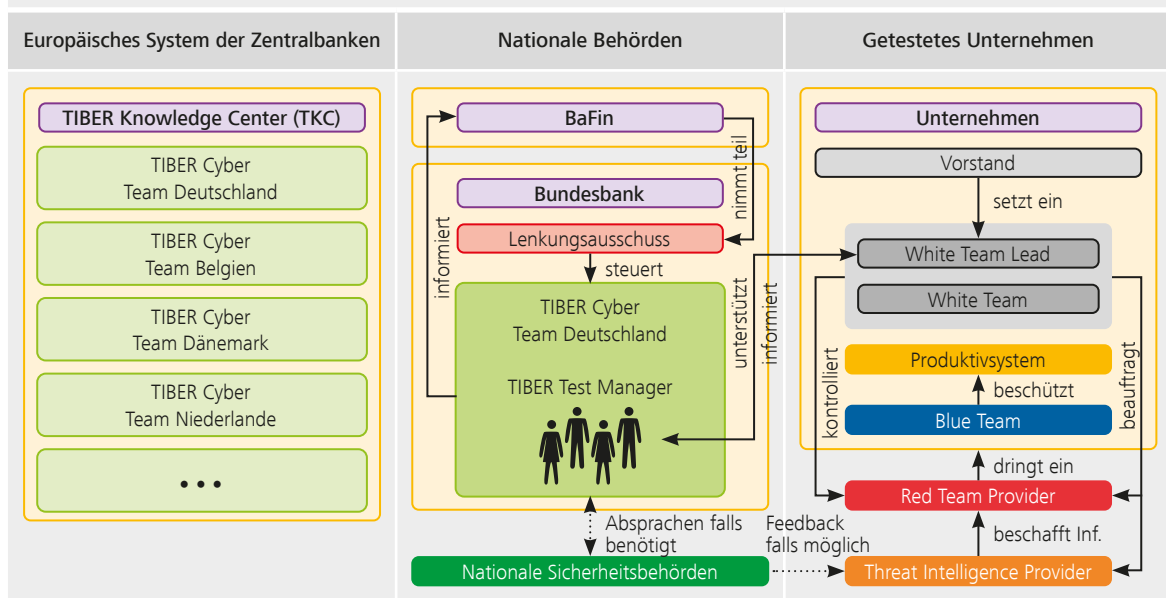 Europäisches System der Zentralbanken
Nationale Behörden
Getestetes Unternehmen
TIBER Knowledge Center (TKC)
TIBER Cyber
Team Deutschland
TIBER Cyber
Team Belgien
TIBER Cyber
Team Dänemark
TIBER Cyber
Team Niederlande
...
BaFin
nimmt teil
Bundesbank
Lenkungsausschuss
steuert
informiert
TIBER Cyber
Team Deutschland
TIBER Test Manager
unterstützt
informiert
Absprachen falls
benötigt
Nationale Sicherheitsbehörden
Feedback
falls möglich
Unternehmen
Vorstand
setzt ein
White Team Lead
White Team
kontrolliert
beauftragt
Produktivsystem
beschützt
Blue Team
dringt ein
Red Team Provider
beschafft Inf.
Threat Intelligence Provider